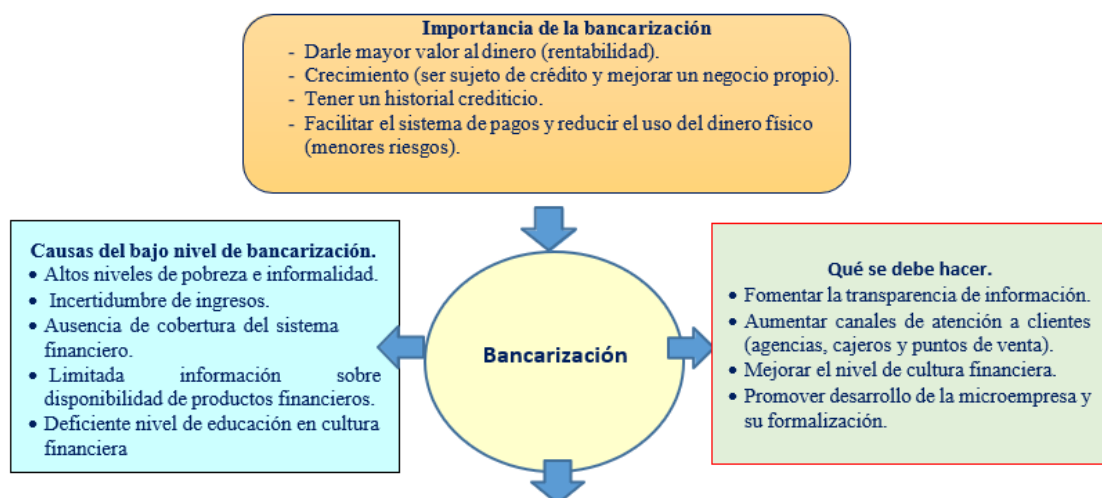 Importancia de la bancarización
- Darle mayor valor al dinero (rentabilidad).
- Crecimiento (ser sujeto de crédito y mejorar un negocio propio).
- Tener un historial crediticio.
- Facilitar el sistema de pagos y reducir el uso del dinero físico
(menores riesgos).
Causas del bajo nivel de bancarización.
• Altos niveles de pobreza e informalidad.
• Incertidumbre de ingresos.
• Ausencia de cobertura del sistema
financiero.
• Limitada información sobre
disponibilidad de productos financieros.
• Deficiente nivel de educación en cultura
financiera
Bancarización
Qué se debe hacer.
• Fomentar la transparencia de información.
• Aumentar canales de atención a clientes
(agencias, cajeros y puntos de venta).
• Mejorar el nivel de cultura financiera.
• Promover desarrollo de la microempresa y
su formalización.